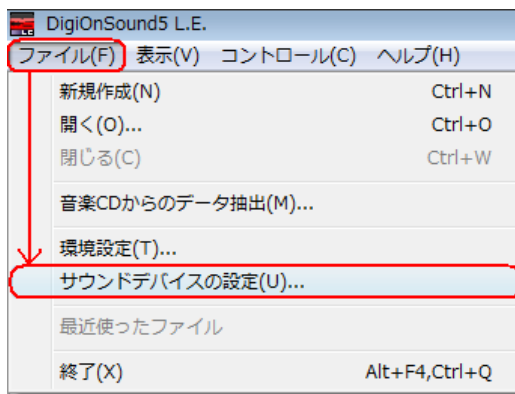 DigiOnSound5 L.E.
ファイル(F) 表示(V) コントロール(C) ヘルプ(H)
新規作成(N) Ctrl+N
開く(O)... Ctrl+O
閉じる(C) Ctrl+W
音楽CDからのデータ抽出(M)...
環境設定(T)...
サウンドデバイスの設定(U)...
最近使ったファイル
終了(X) Alt+F4,Ctrl+Q